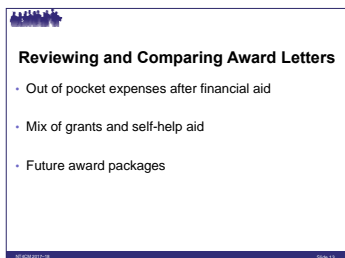 Reviewing and Comparing Award Letters
• Out of pocket expenses after financial aid
• Mix of grants and self-help aid
• Future award packages